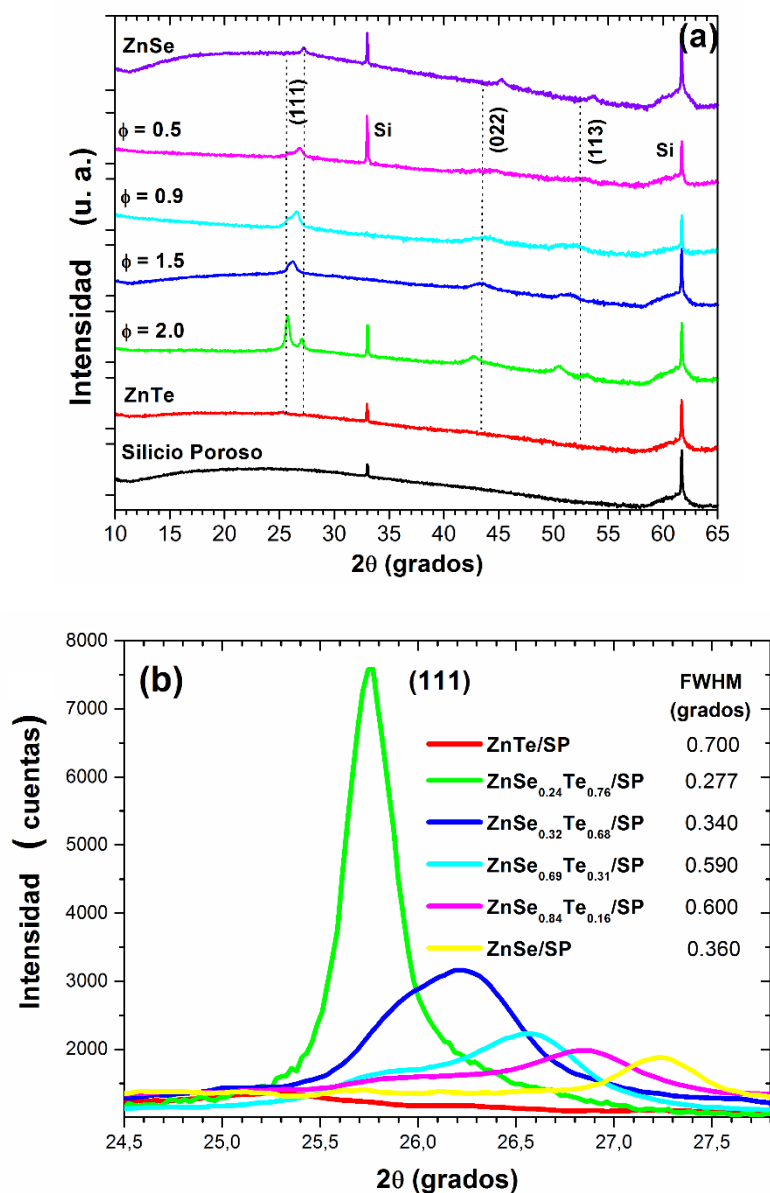 (a)
ZnSe
(111)
Si
(022)
(113)
Si
ϕ = 0.5
ϕ = 0.9
ϕ = 1.5
ϕ = 2.0
ZnTe
Silicio Poroso
Intensidad (u. a.)
10 15 20 25 30 35 40 45 50 55 60 65
2θ (grados)
(b)
(111)
FWHM
(grados)
ZnTe/SP 0.700
ZnSe0.24Te0.76/SP 0.277
ZnSe0.32Te0.68/SP 0.340
ZnSe0.69Te0.31/SP 0.590
ZnSe0.84Te0.16/SP 0.600
ZnSe/SP 0.360
8000
7000
6000
5000
4000
3000
2000
Intensidad ( cuentas)
24,5 25,0 25,5 26,0 26,5 27,0 27,5
2θ (grados)